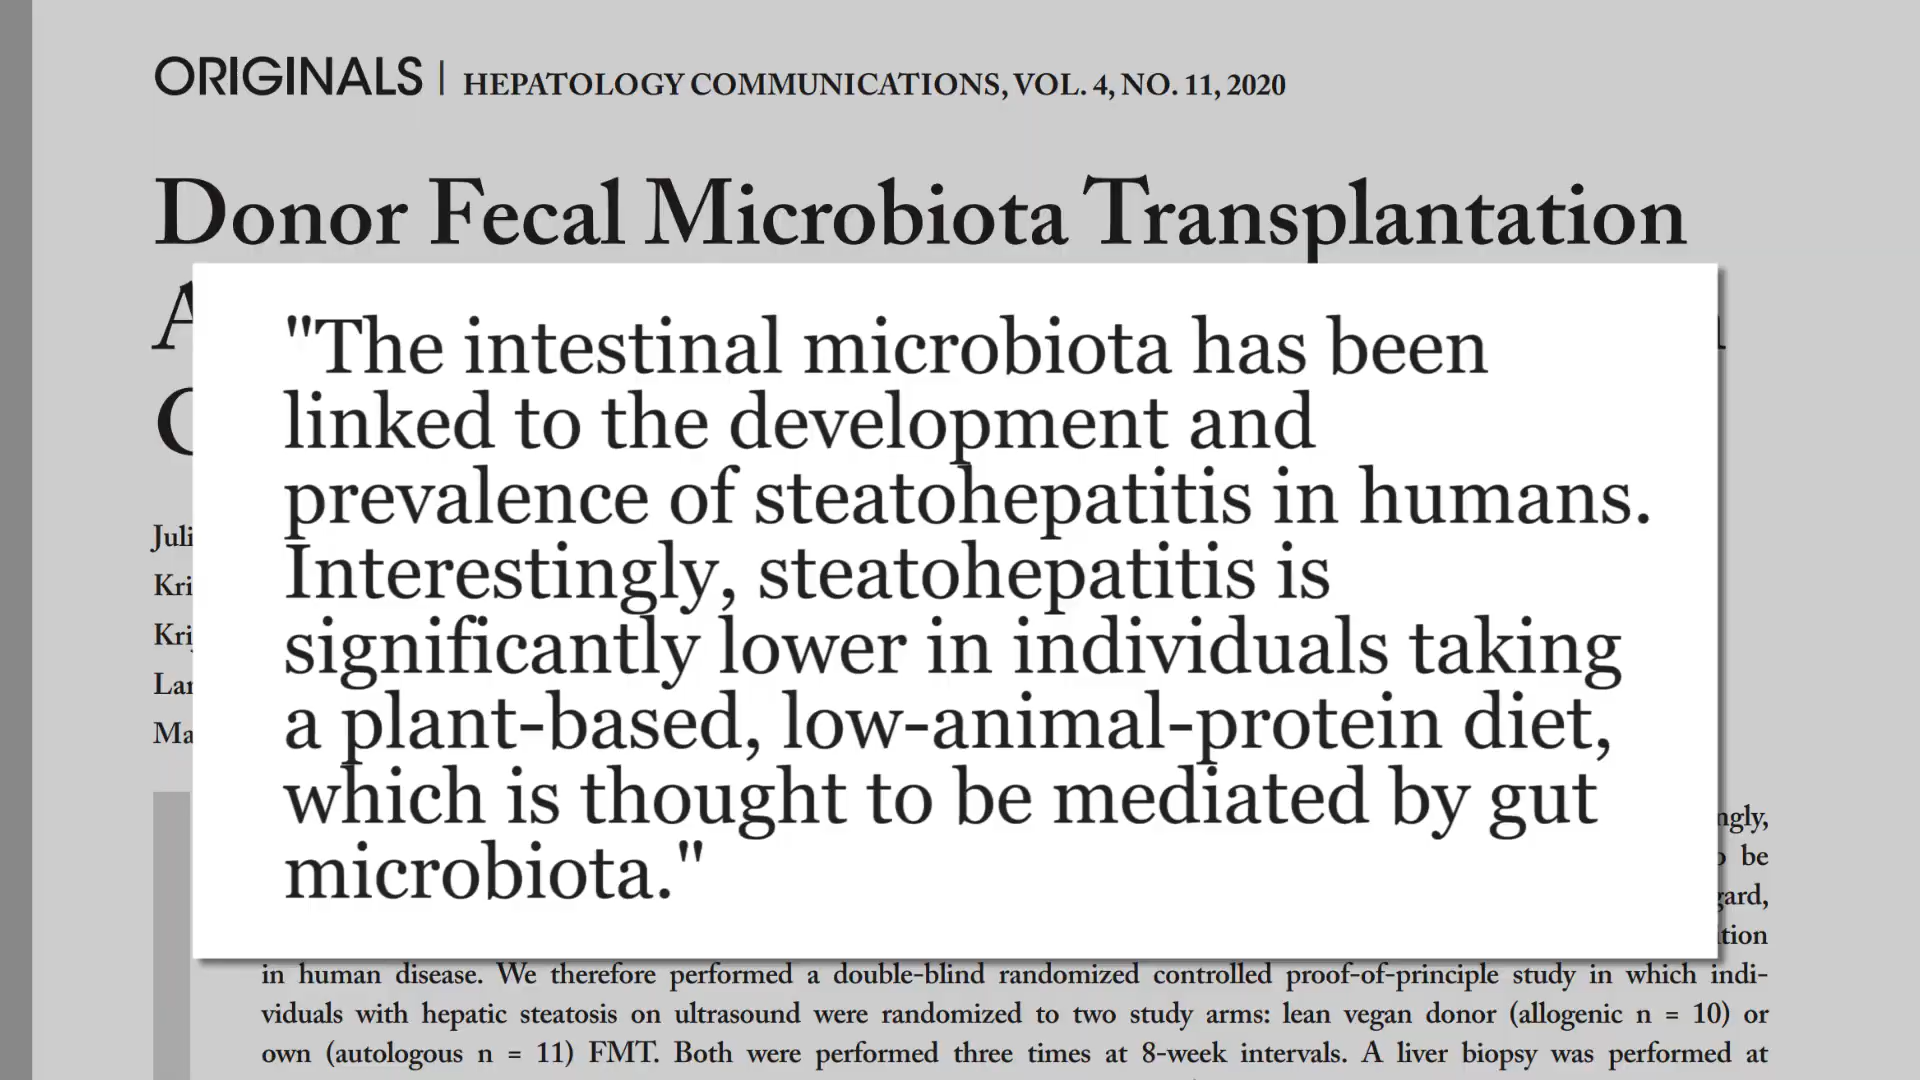 ORIGINALS | HEPATOLOGY COMMUNICATIONS, VOL. 4, NO. 11, 2020
Donor Fecal Microbiota Transplantation
"The intestinal microbiota has been
linked to the development and
prevalence of steatohepatitis in humans.
Interestingly, steatohepatitis is
significantly lower in individuals taking
a plant-based, low-animal-protein diet,
which is thought to be mediated by gut
microbiota."
be
in human disease. We therefore performed a double-blind randomized controlled proof-of-principle study in which indi-
viduals with hepatic steatosis on ultrasound were randomized to two study arms: lean vegan donor (allogenic n = 10) or
own (autologous n = 11) FMT. Both were performed three times at 8-week intervals. A liver biopsy was performed at